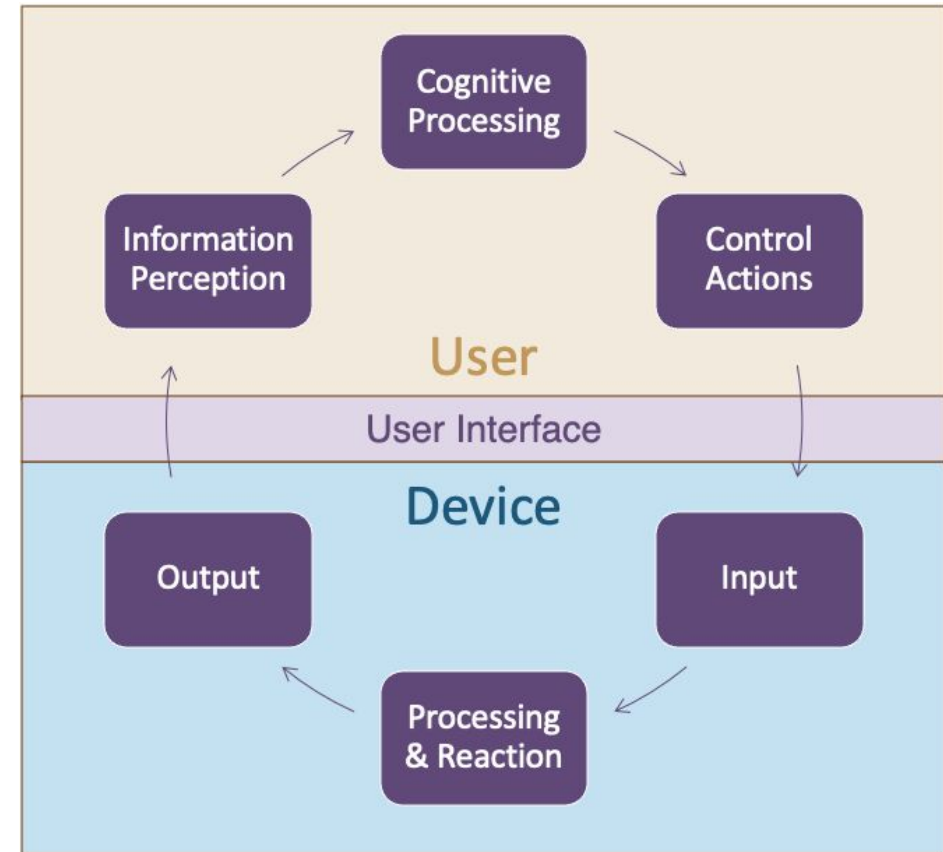 Cognitive
Processing
Information
Perception
Control
Actions
User
User Interface
Device
Output
Input
Processing
& Reaction